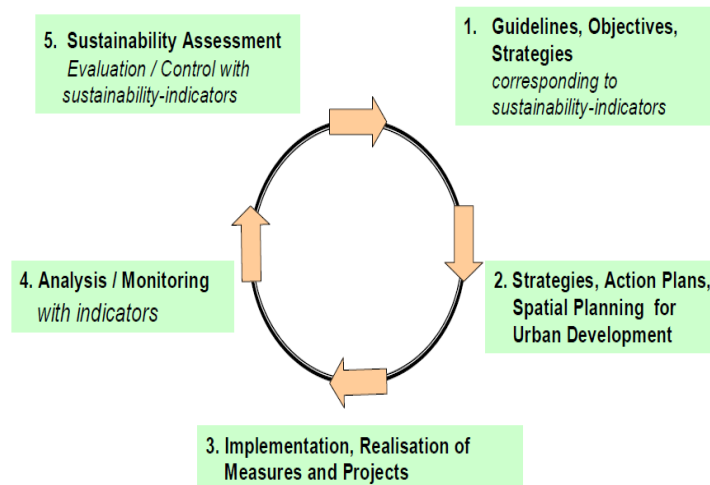 1. Guidelines, Objectives,
Strategies
corresponding to
sustainability-indicators
2. Strategies, Action Plans,
Spatial Planning for
Urban Development
3. Implementation, Realisation of
Measures and Projects
4. Analysis / Monitoring
with indicators
5. Sustainability Assessment
Evaluation / Control with
sustainability-indicators